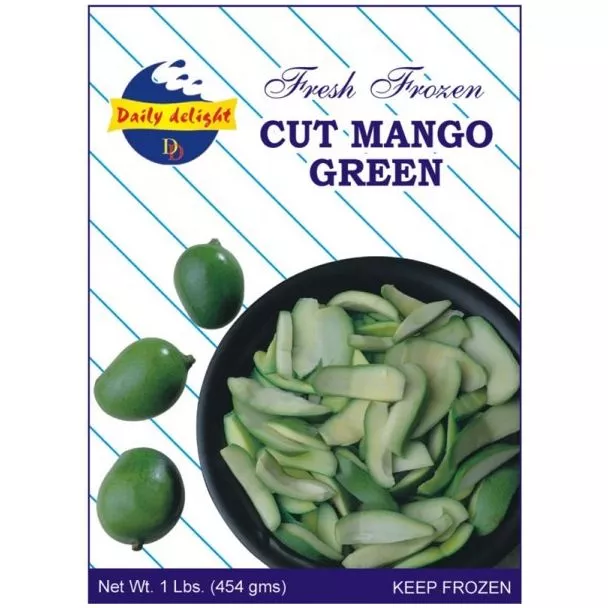 Daily delight
DD
Fresh Frozen
CUT MANGO
GREEN
Net Wt. 1 Lbs. (454 gms)
KEEP FROZEN